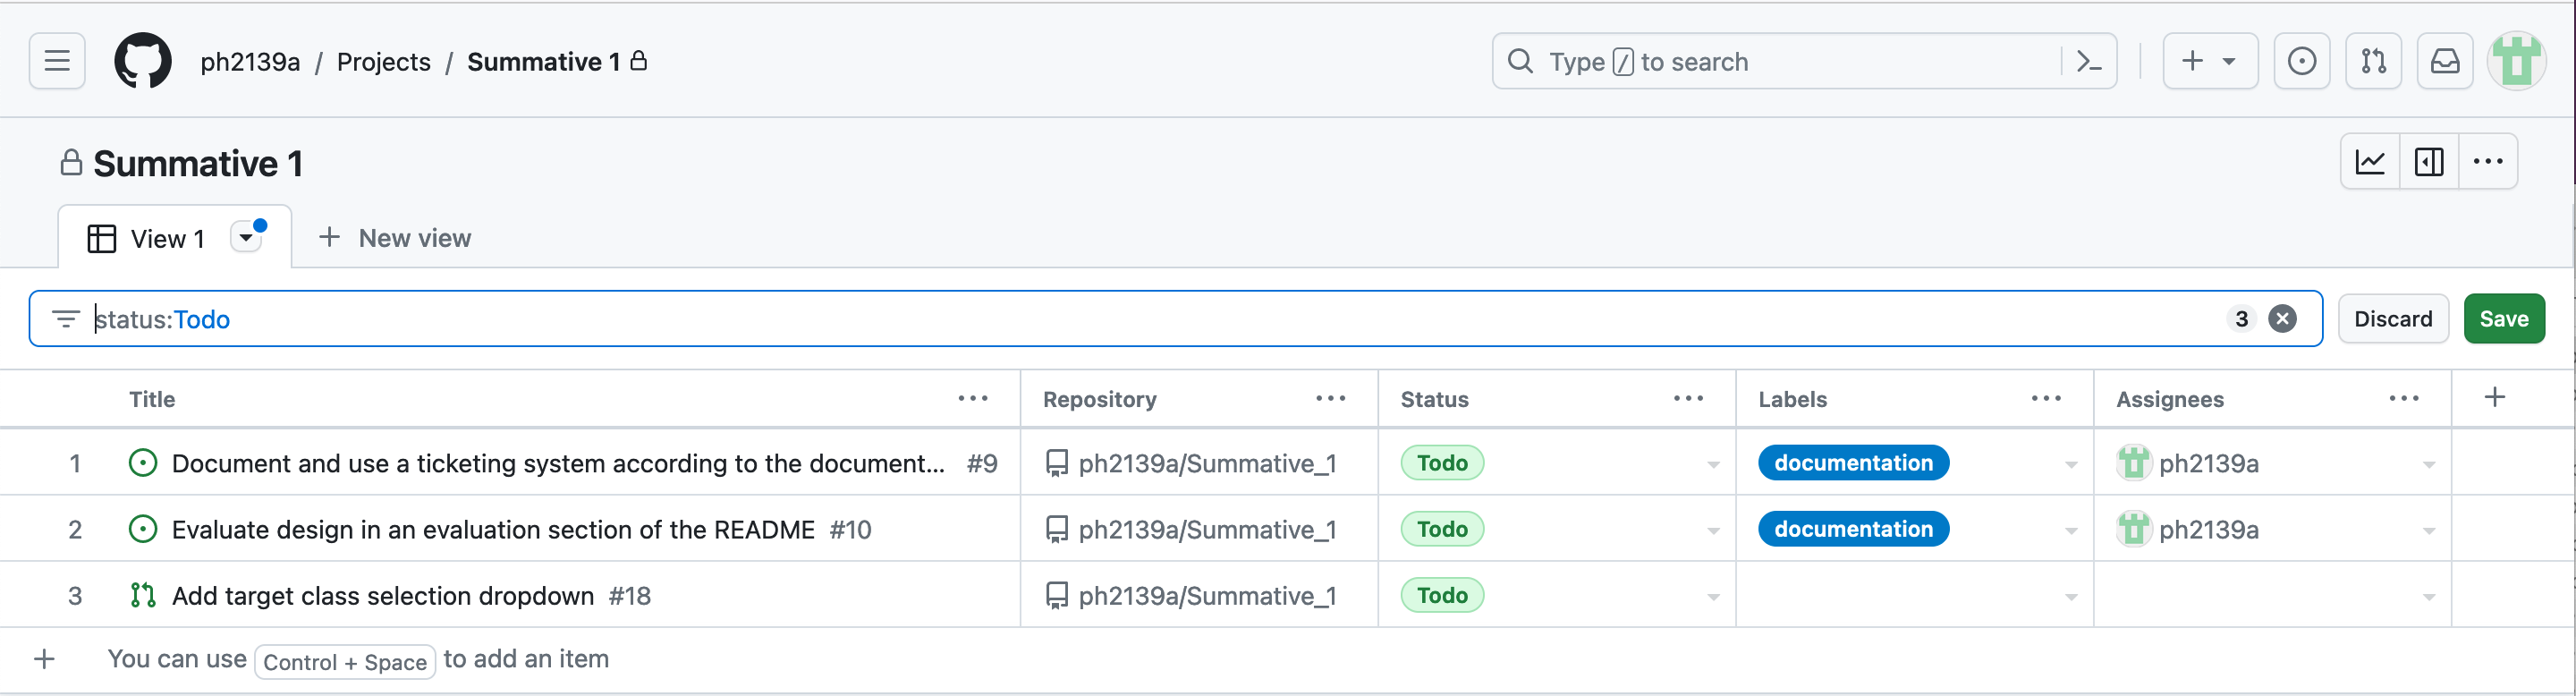 ph2139a / Projects / Summative 1
Type / to search
Summative 1
View 1
New view
status:Todo
3
Discard
Save
Title
Repository
Status
Labels
Assignees
1 Document and use a ticketing system according to the document... #9 ph2139a/Summative_1 Todo documentation ph2139a
2 Evaluate design in an evaluation section of the README #10 ph2139a/Summative_1 Todo documentation ph2139a
3 Add target class selection dropdown #18 ph2139a/Summative_1 Todo
You can use Control + Space to add an item